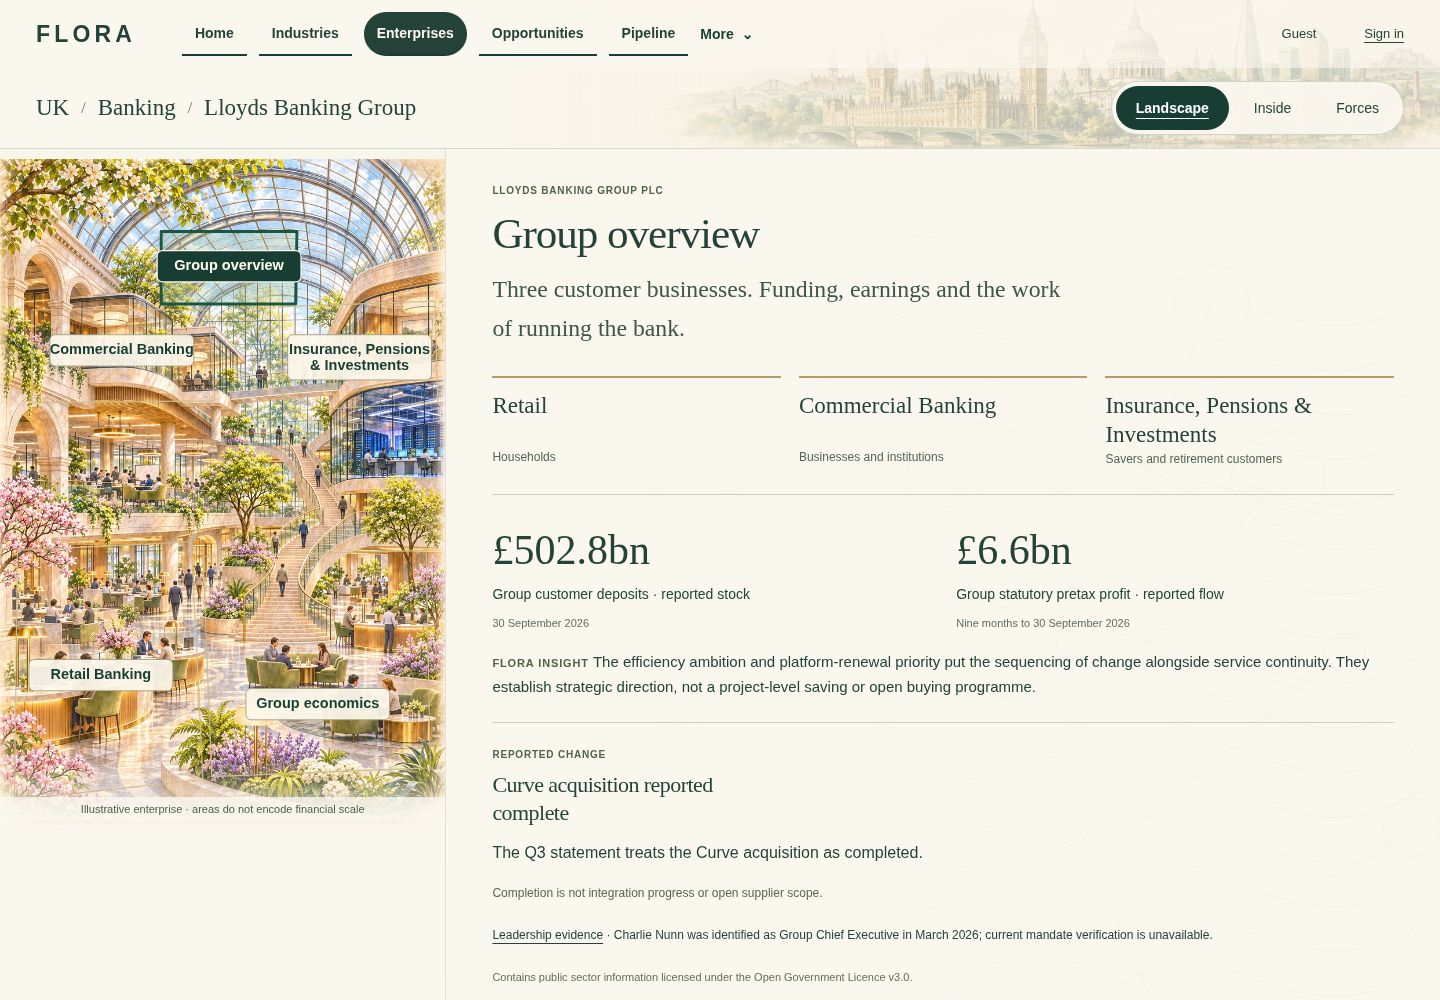 FLORA
Home
Industries
Enterprises
Opportunities
Pipeline
More
Guest
Sign in
UK / Banking / Lloyds Banking Group
Landscape
Inside
Forces
Group overview
Commercial Banking
Insurance, Pensions
& Investments
Retail Banking
Group economics
Illustrative enterprise · areas do not encode financial scale
LLOYDS BANKING GROUP PLC
Group overview
Three customer businesses. Funding, earnings and the work
of running the bank.
Retail
Households
Commercial Banking
Businesses and institutions
Insurance, Pensions &
Investments
Savers and retirement customers
£502.8bn
Group customer deposits · reported stock
30 September 2026
£6.6bn
Group statutory pretax profit · reported flow
Nine months to 30 September 2026
FLORA INSIGHT The efficiency ambition and platform-renewal priority put the sequencing of change alongside service continuity. They
establish strategic direction, not a project-level saving or open buying programme.
REPORTED CHANGE
Curve acquisition reported
complete
The Q3 statement treats the Curve acquisition as completed.
Completion is not integration progress or open supplier scope.
Leadership evidence · Charlie Nunn was identified as Group Chief Executive in March 2026; current mandate verification is unavailable.
Contains public sector information licensed under the Open Government Licence v3.0.